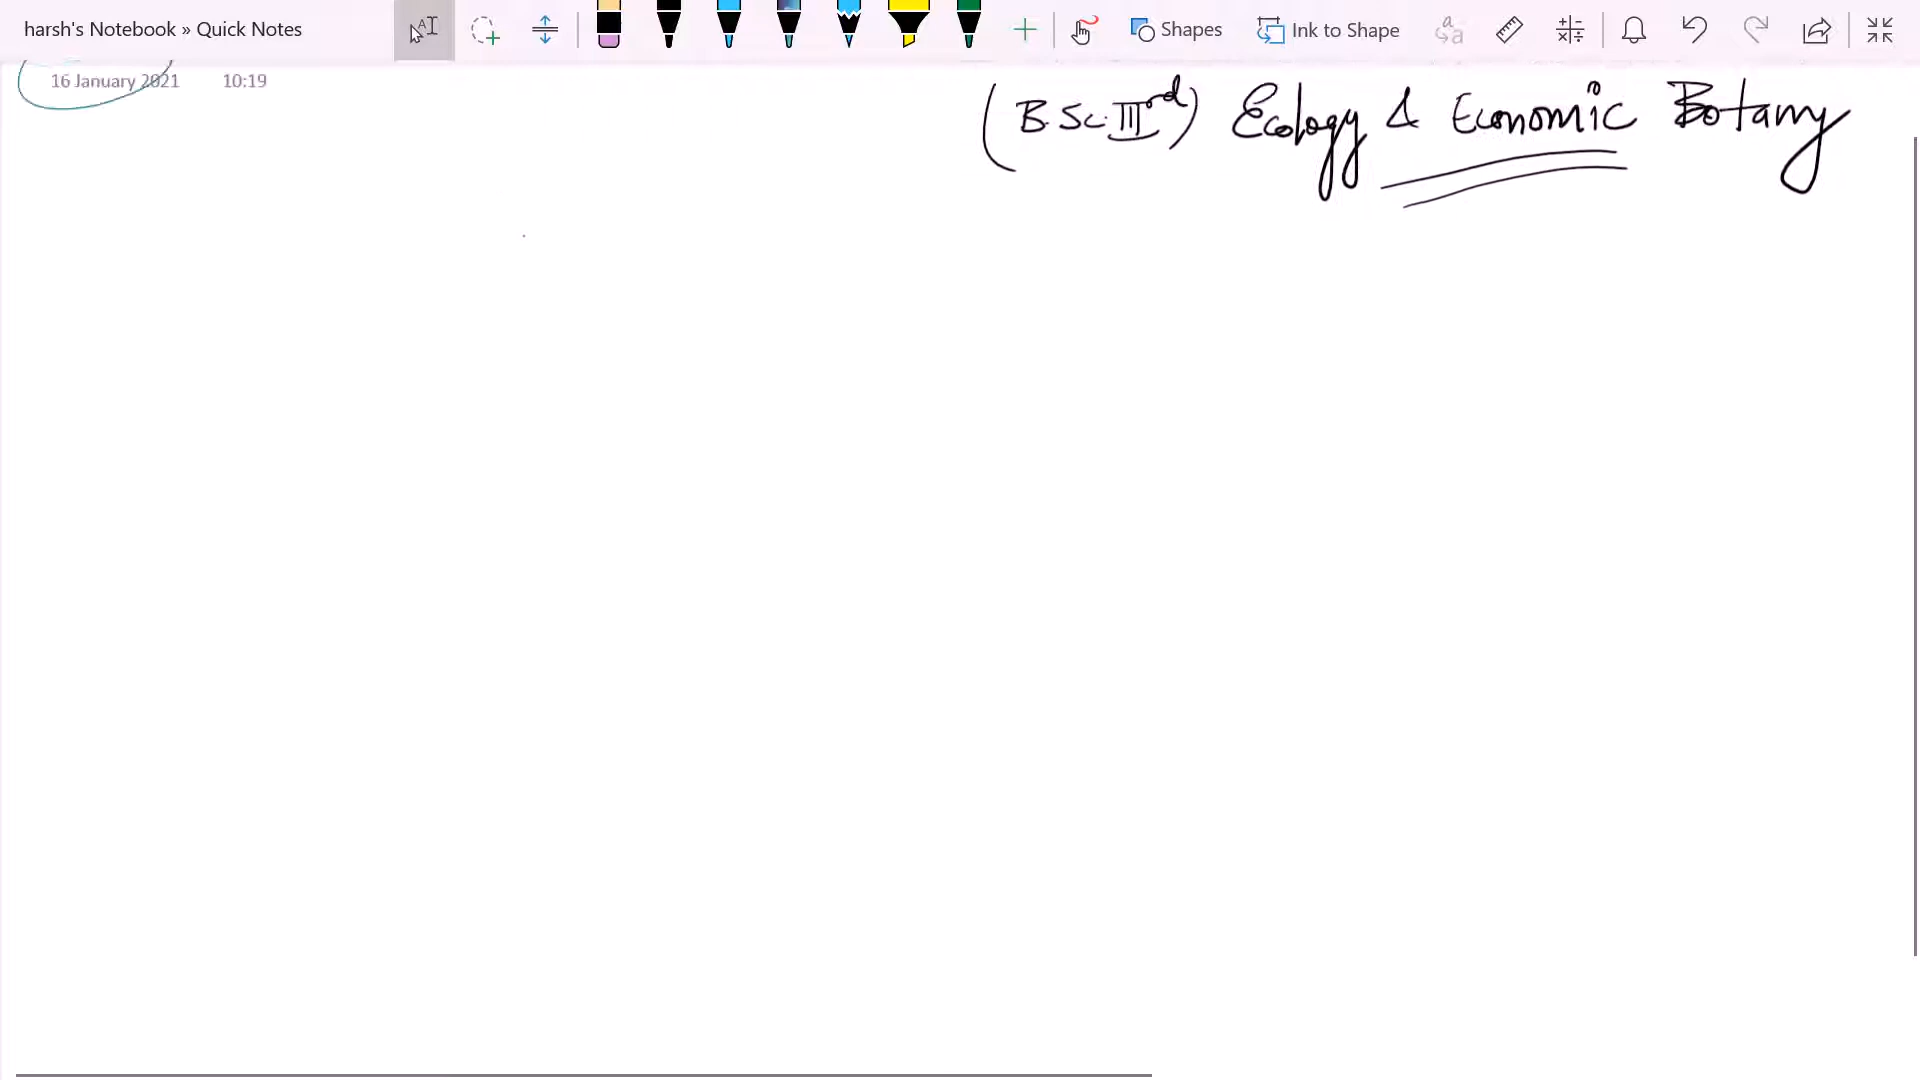 harsh's Notebook » Quick Notes
Shapes
Ink to Shape
16 January 2021 10:19
(B.Sc. IIIrd) Ecology & Economic Botany